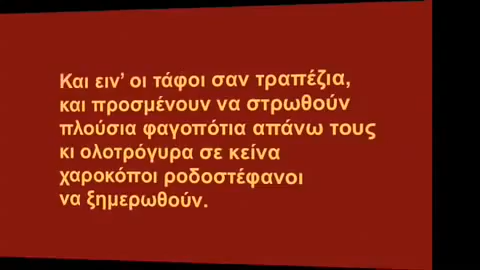 Και ειν’ οι τάφοι σαν τραπέζια,
και προσμένουν να στρωθούν
πλούσια φαγοπότια απάνω τους
κι ολοτρόγυρα σε κείνα
χαροκόποι ροδοστέφανοι
να ξημερωθούν.